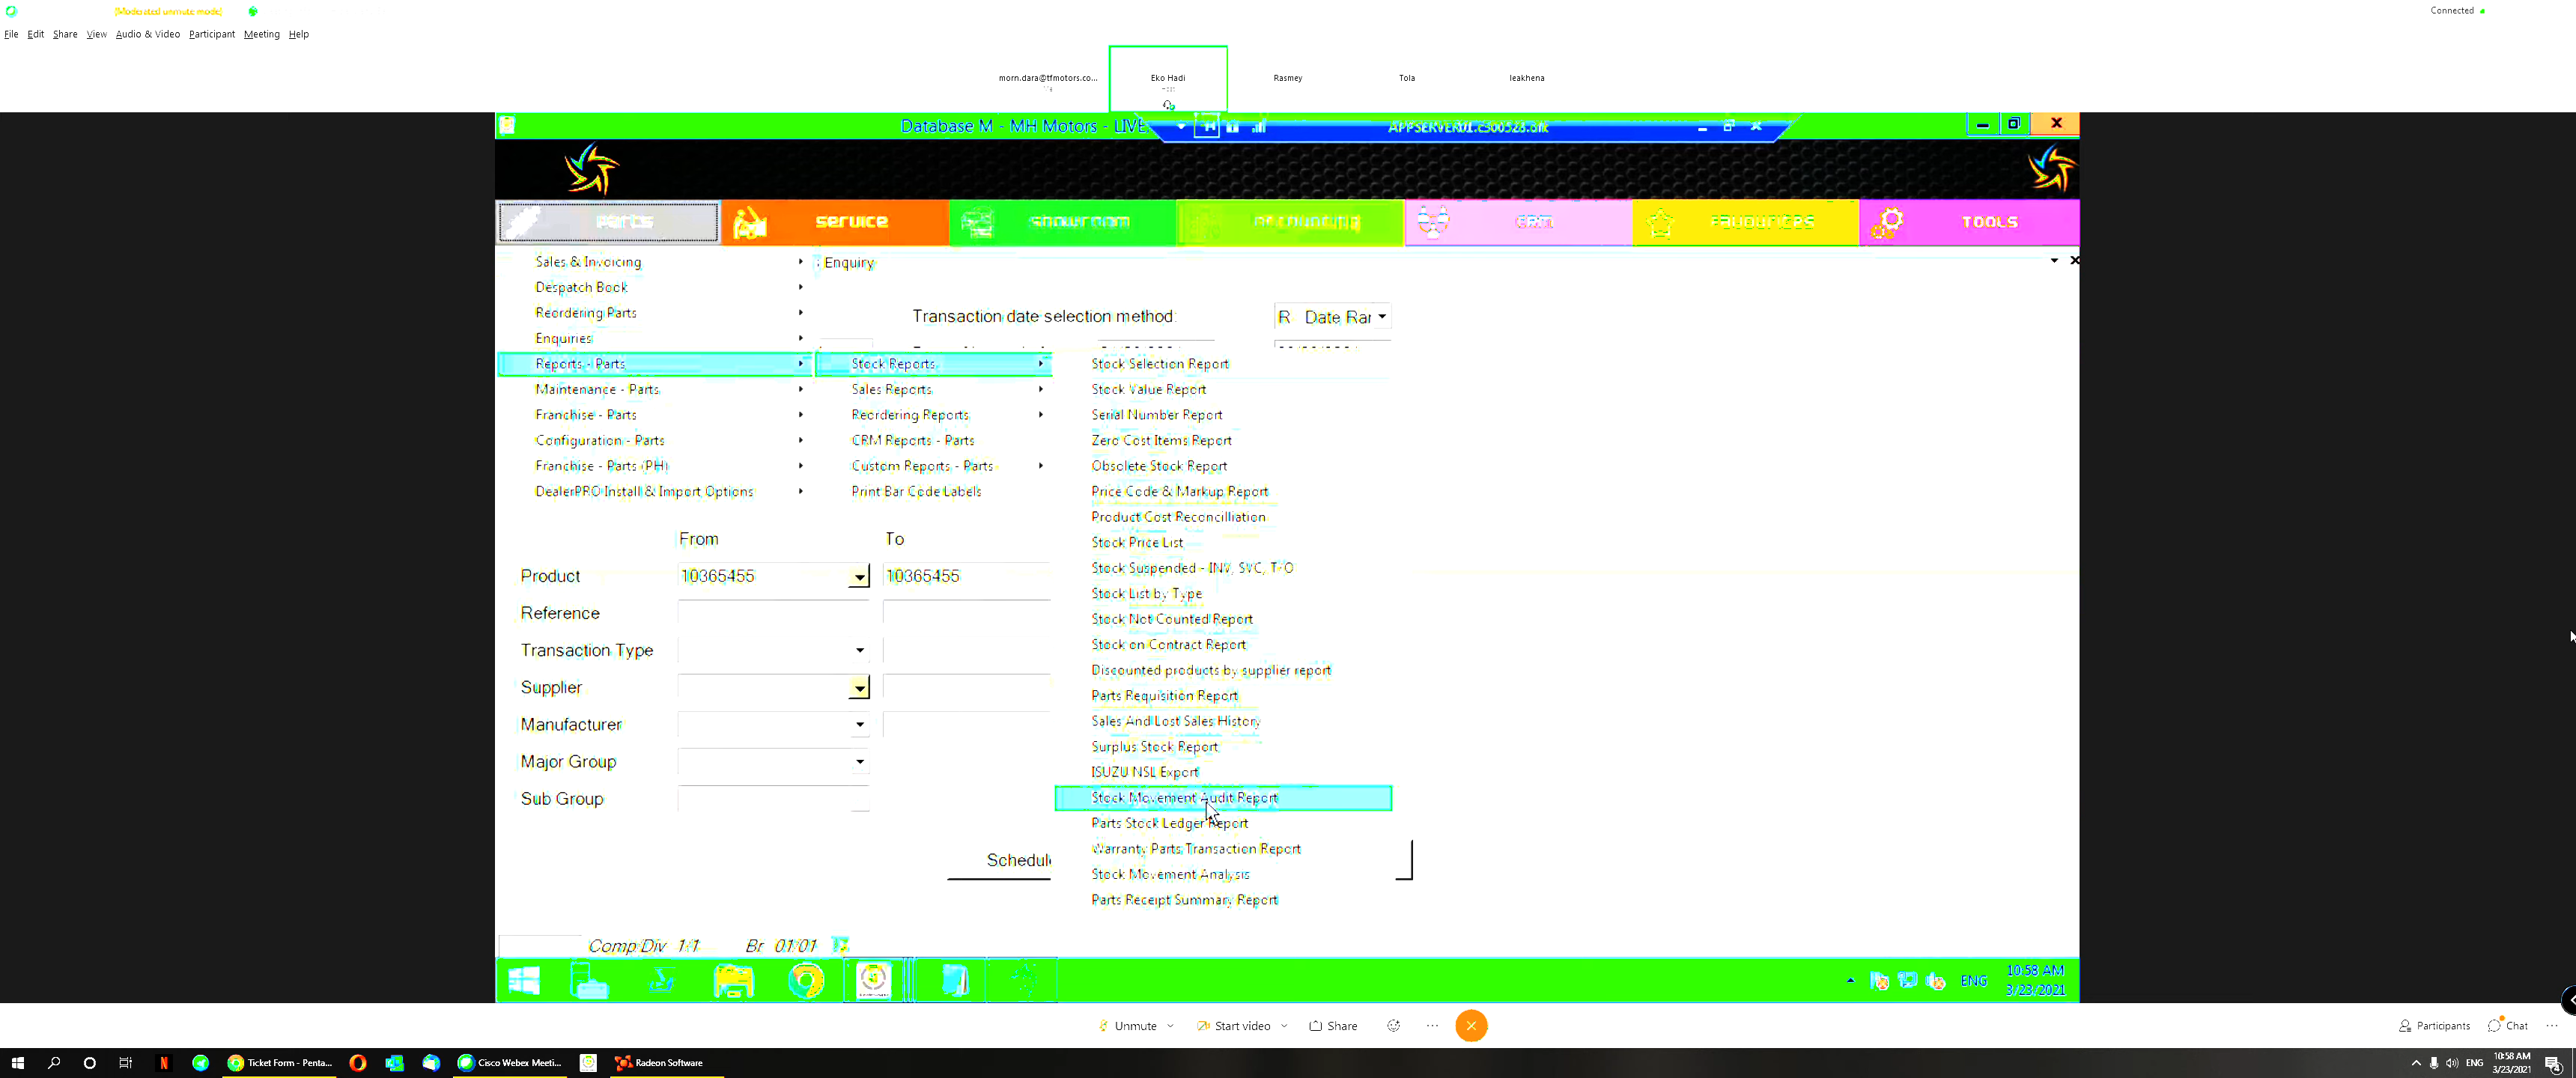 [Moderated unmute mode]
Connected
File Edit Share View Audio & Video Participant Meeting Help
morn.dara@tfmotors.co... Eko Hadi Rasmey Tola leakhena
Database M - MH Motors - LIVE
Parts service showroom accounting CRM Favourites TOOLS
Sales & Invoicing
Enquiry
Despatch Book
Reordering Parts
Transaction date selection method: R Date Rar
Enquiries
Reports - Parts
Maintenance - Parts
Franchise - Parts
Configuration - Parts
Franchise - Parts (PH)
DealerPRO Install & Import Options
Stock Reports
Sales Reports
Reordering Reports
CRM Reports - Parts
Custom Reports - Parts
Print Bar Code Labels
Stock Selection Report
Stock Value Report
Serial Number Report
Zero Cost Items Report
Obsolete Stock Report
Price Code & Markup Report
Product Cost Reconcilliation
Stock Price List
Stock Suspended - INV, SVC, T/O
Stock List by Type
Stock Not Counted Report
Stock on Contract Report
Discounted products by supplier report
Parts Requisition Report
Sales And Lost Sales History
Surplus Stock Report
ISUZU NSL Export
Stock Movement Audit Report
Parts Stock Ledger Report
Warranty Parts Transaction Report
Stock Movement Analysis
Parts Receipt Summary Report
From To
Product 10365455 10365455
Reference
Transaction Type
Supplier
Manufacturer
Major Group
Sub Group
Schedule
Comp/Div 1/1 Br 01/01
ENG 10:58 AM
3/23/2021
Unmute Start video Share
Participants Chat
Ticket Form - Penta... Cisco Webex Meeti... Radeon Software
ENG 10:58 AM
3/23/2021